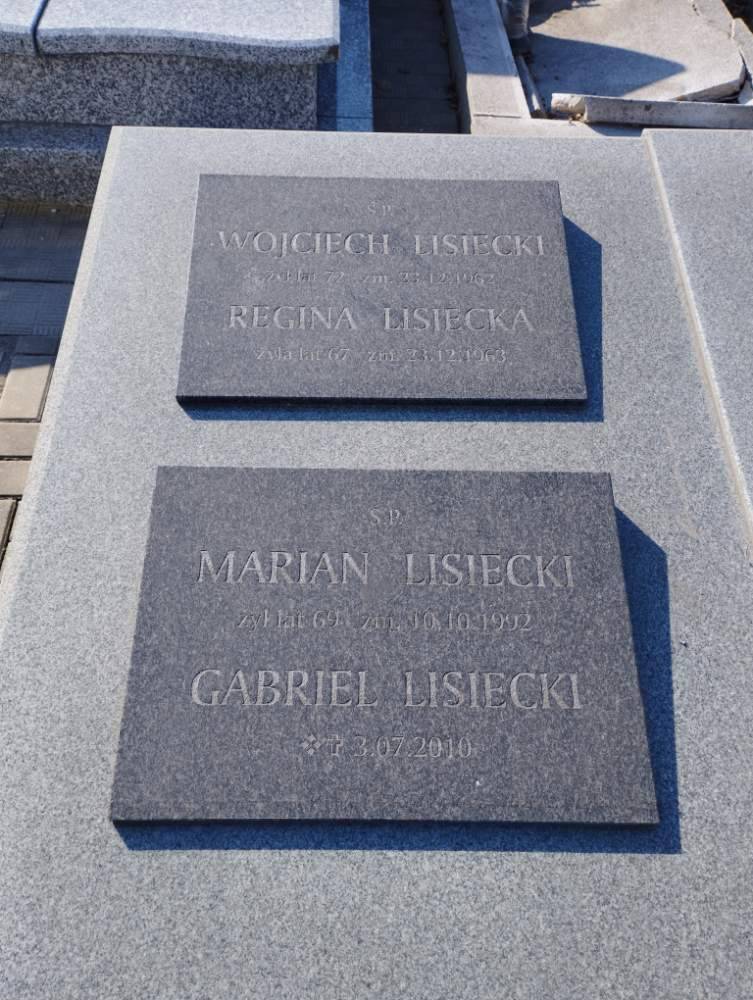 Ś.P.
WOJCIECH LISIECKI
żył lat 72 zm. 23.12.1962
REGINA LISIECKA
żyła lat 67 zm. 23.12.1963
Ś.P.
MARIAN LISIECKI
żył lat 69 zm. 10.10.1992
GABRIEL LISIECKI
✝ 3.07.2010